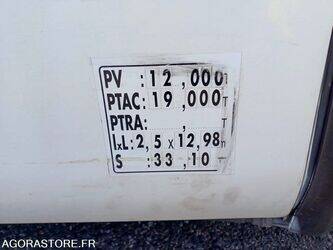 PV : 12 ,000 T
PTAC : 19 ,000 T
PTRA : , T
lxL : 2, 5 x 12, 98 m
S : 33 , 10
AGORASTORE.FR